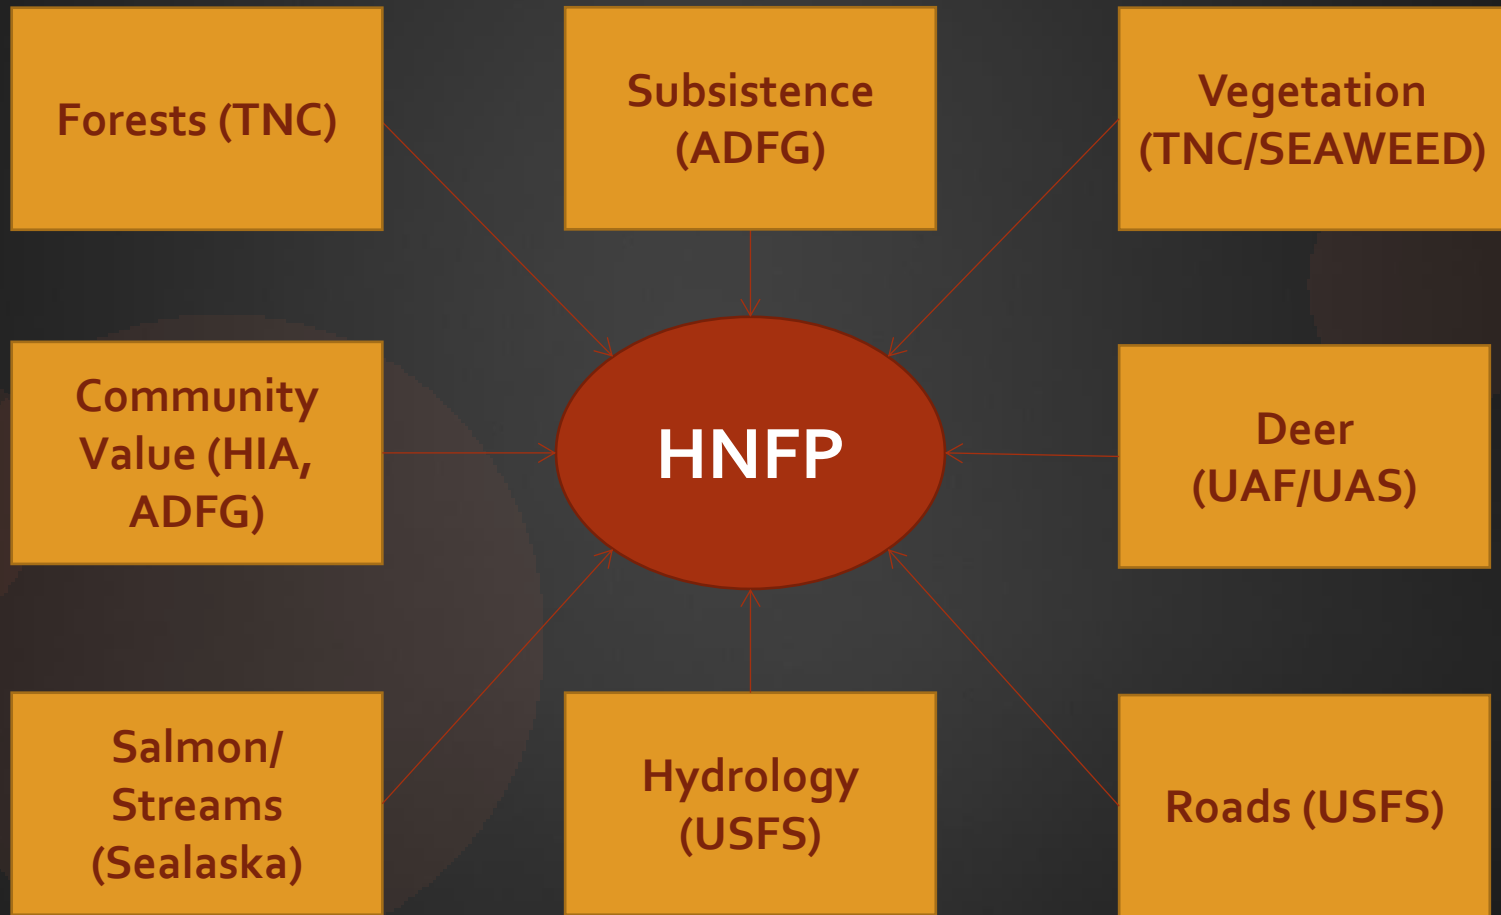 Forests (TNC)
Subsistence
(ADFG)
Vegetation
(TNC/SEAWEED)
Community
Value (HIA,
ADFG)
HNFP
Deer
(UAF/UAS)
Salmon/
Streams
(Sealaska)
Hydrology
(USFS)
Roads (USFS)